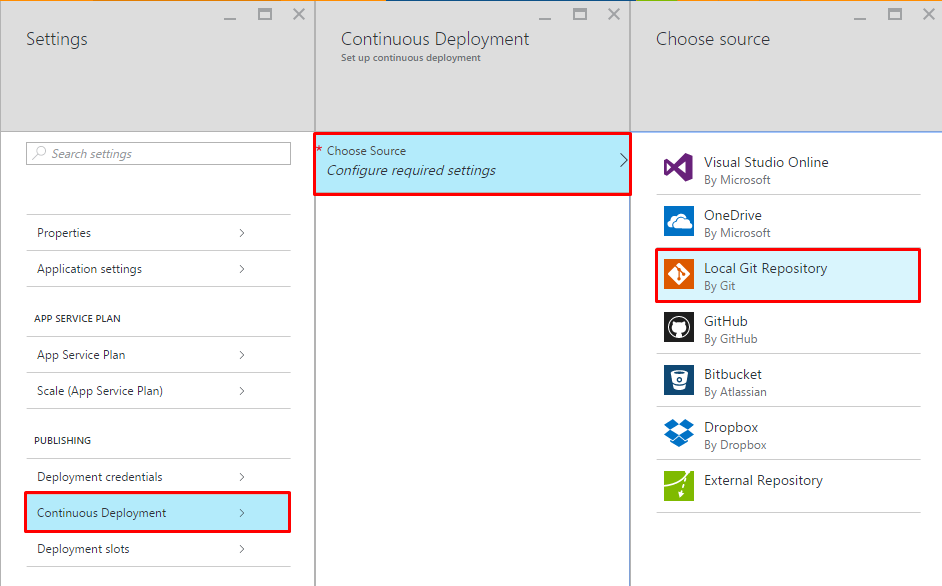 Settings
Search settings
Properties
Application settings
APP SERVICE PLAN
App Service Plan
Scale (App Service Plan)
PUBLISHING
Deployment credentials
Continuous Deployment
Deployment slots
Continuous Deployment
Set up continuous deployment
* Choose Source
Configure required settings
Choose source
Visual Studio Online
By Microsoft
OneDrive
By Microsoft
Local Git Repository
By Git
GitHub
By GitHub
Bitbucket
By Atlassian
Dropbox
By Dropbox
External Repository